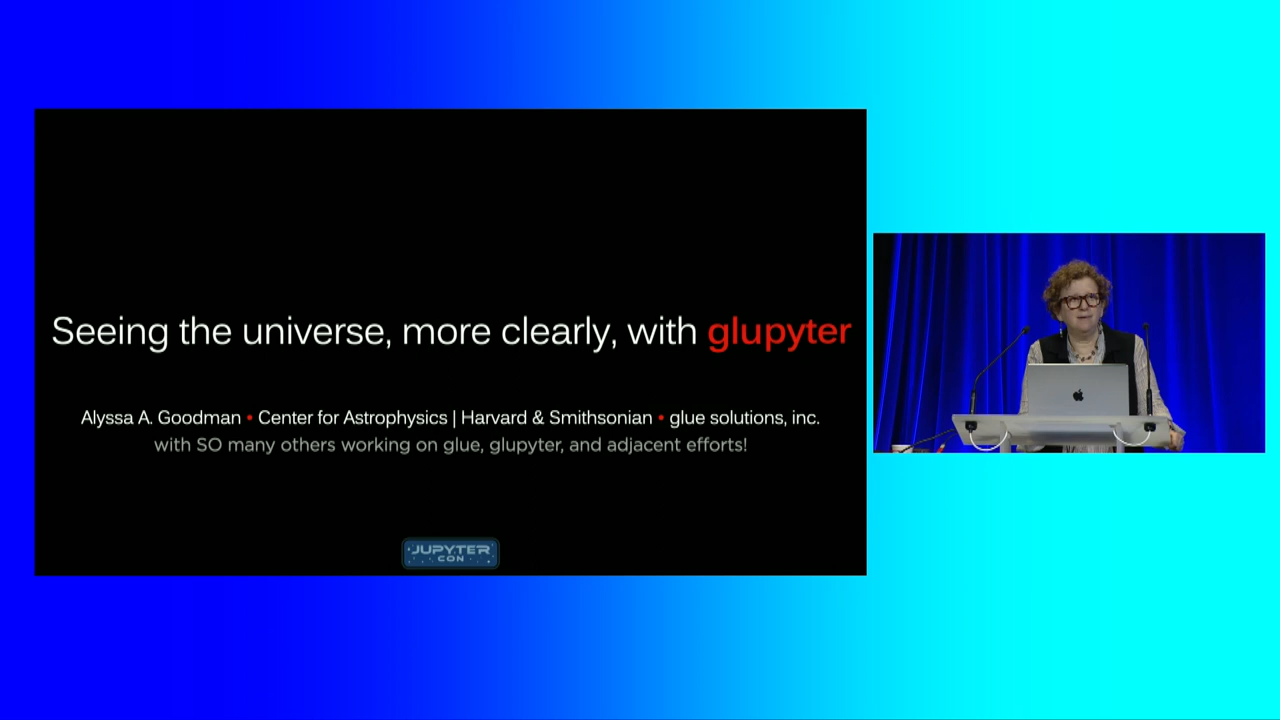 Seeing the universe, more clearly, with glupyter
Alyssa A. Goodman • Center for Astrophysics | Harvard & Smithsonian • glue solutions, inc.
with SO many others working on glue, glupyter, and adjacent efforts!
JUPYTER
CON